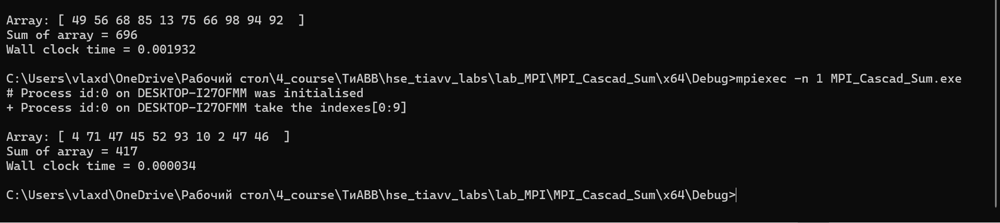 Array: [ 49 56 68 85 13 75 66 98 94 92  ]
Sum of array = 696
Wall clock time = 0.001932
C:\Users\vlaxd\OneDrive\Рабочий стол\4_course\ТиАВВ\hse_tiavv_labs\lab_MPI\MPI_Cascad_Sum\x64\Debug>mpiexec -n 1 MPI_Cascad_Sum.exe
# Process id:0 on DESKTOP-I27OFMM was initialised
+ Process id:0 on DESKTOP-I27OFMM take the indexes[0:9]
Array: [ 4 71 47 45 52 93 10 2 47 46  ]
Sum of array = 417
Wall clock time = 0.000034
C:\Users\vlaxd\OneDrive\Рабочий стол\4_course\ТиАВВ\hse_tiavv_labs\lab_MPI\MPI_Cascad_Sum\x64\Debug>